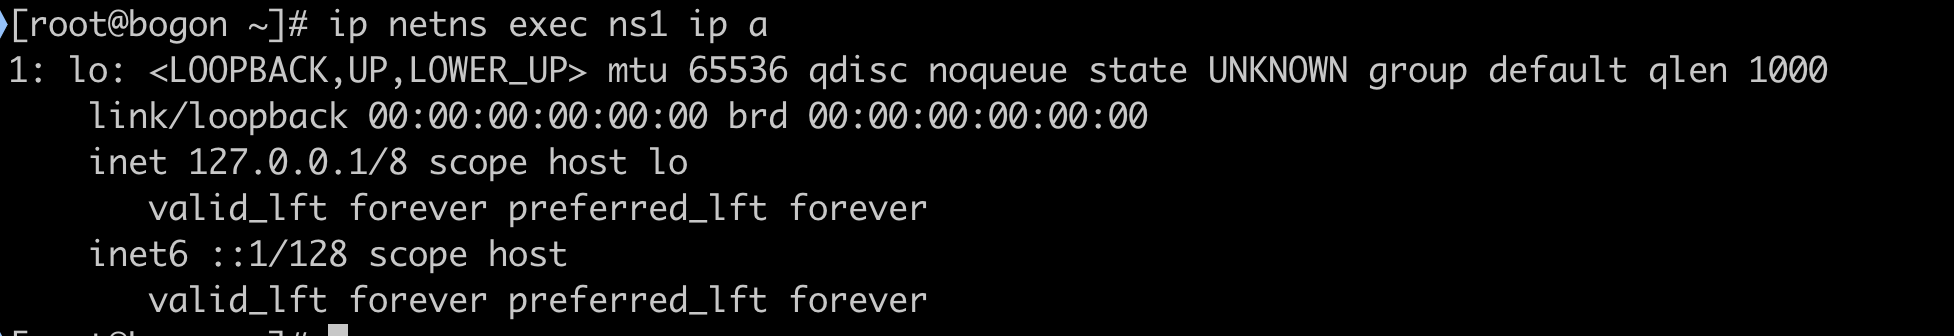 [root@bogon ~]# ip netns exec ns1 ip a
1: lo: <LOOPBACK,UP,LOWER_UP> mtu 65536 qdisc noqueue state UNKNOWN group default qlen 1000
    link/loopback 00:00:00:00:00:00 brd 00:00:00:00:00:00
    inet 127.0.0.1/8 scope host lo
       valid_lft forever preferred_lft forever
    inet6 ::1/128 scope host
       valid_lft forever preferred_lft forever